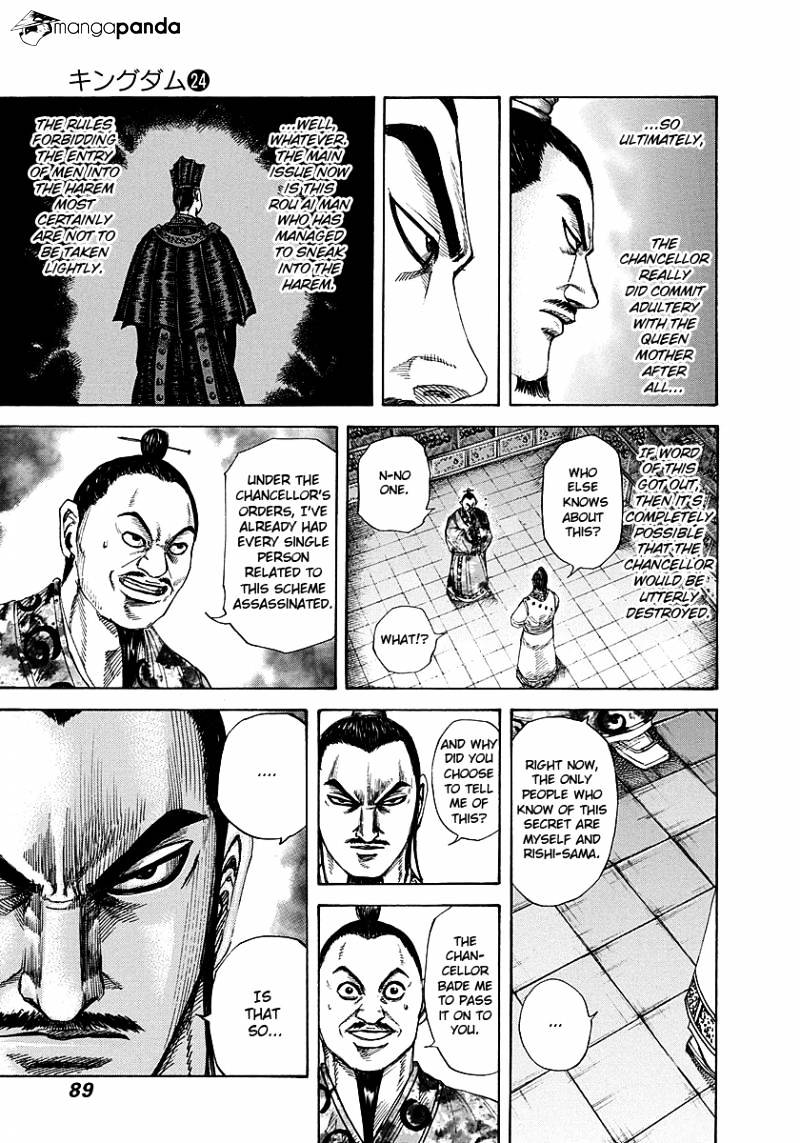 mangapanda
キングダム24
...SO
ULTIMATELY,
THE
CHANCELLOR
REALLY
DID COMMIT
ADULTERY
WITH THE
QUEEN
MOTHER
AFTER
ALL...
...WELL,
WHATEVER.
THE MAIN
ISSUE NOW
IS THIS
ROU AI MAN
WHO HAS
MANAGED
TO SNEAK
INTO THE
HAREM.
THE RULES
FORBIDDING
THE ENTRY
OF MEN INTO
THE HAREM
MOST
CERTAINLY
ARE NOT TO
BE TAKEN
LIGHTLY.
IF WORD
OF THIS
GOT OUT,
THEN IT'S
COMPLETELY
POSSIBLE
THAT THE
CHANCELLOR
WOULD BE
UTTERLY
DESTROYED.
WHO
ELSE
KNOWS
ABOUT
THIS?
N-NO
ONE.
WHAT!?
UNDER THE
CHANCELLOR'S
ORDERS, I'VE
ALREADY HAD
EVERY SINGLE
PERSON
RELATED TO
THIS SCHEME
ASSASSINATED.
RIGHT NOW,
THE ONLY
PEOPLE WHO
KNOW OF THIS
SECRET ARE
MYSELF AND
RISHI-SAMA.
...
AND WHY
DID YOU
CHOOSE
TO TELL
ME OF
THIS?
THE
CHAN-
CELLOR
BADE ME
TO PASS
IT ON TO
YOU.
....
IS
THAT
SO...
89